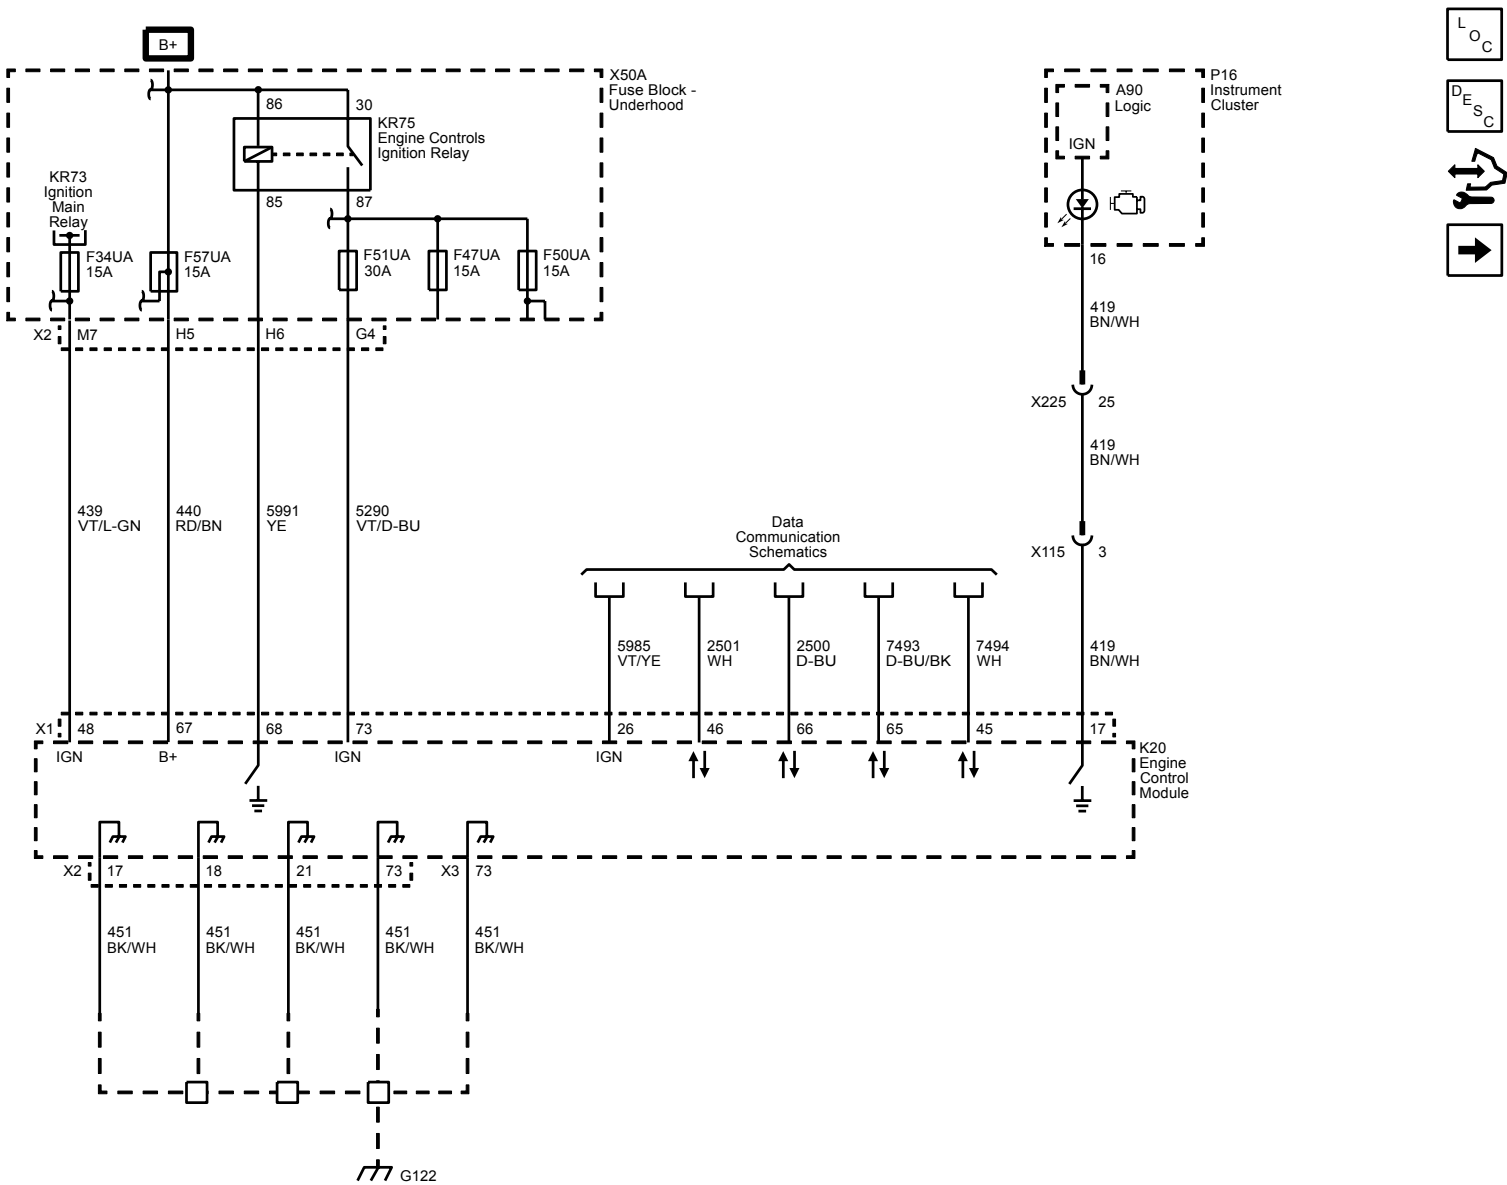 B+
X50A
Fuse Block -
Underhood
86
30
KR75
Engine Controls
Ignition Relay
85
87
KR73
Ignition
Main
Relay
F34UA
15A
F57UA
15A
F51UA
30A
F47UA
15A
F50UA
15A
X2
M7
H5
H6
G4
439
VT/L-GN
440
RD/BN
5991
YE
5290
VT/D-BU
P16
Instrument
Cluster
A90
Logic
IGN
16
419
BN/WH
X225
25
419
BN/WH
X115
3
419
BN/WH
Data
Communication
Schematics
5985
VT/YE
2501
WH
2500
D-BU
7493
D-BU/BK
7494
WH
X1
48
67
68
73
26
46
66
65
45
17
IGN
B+
IGN
IGN
K20
Engine
Control
Module
X2
17
18
21
73
X3
73
451
BK/WH
451
BK/WH
451
BK/WH
451
BK/WH
451
BK/WH
G122
LOC
DESC